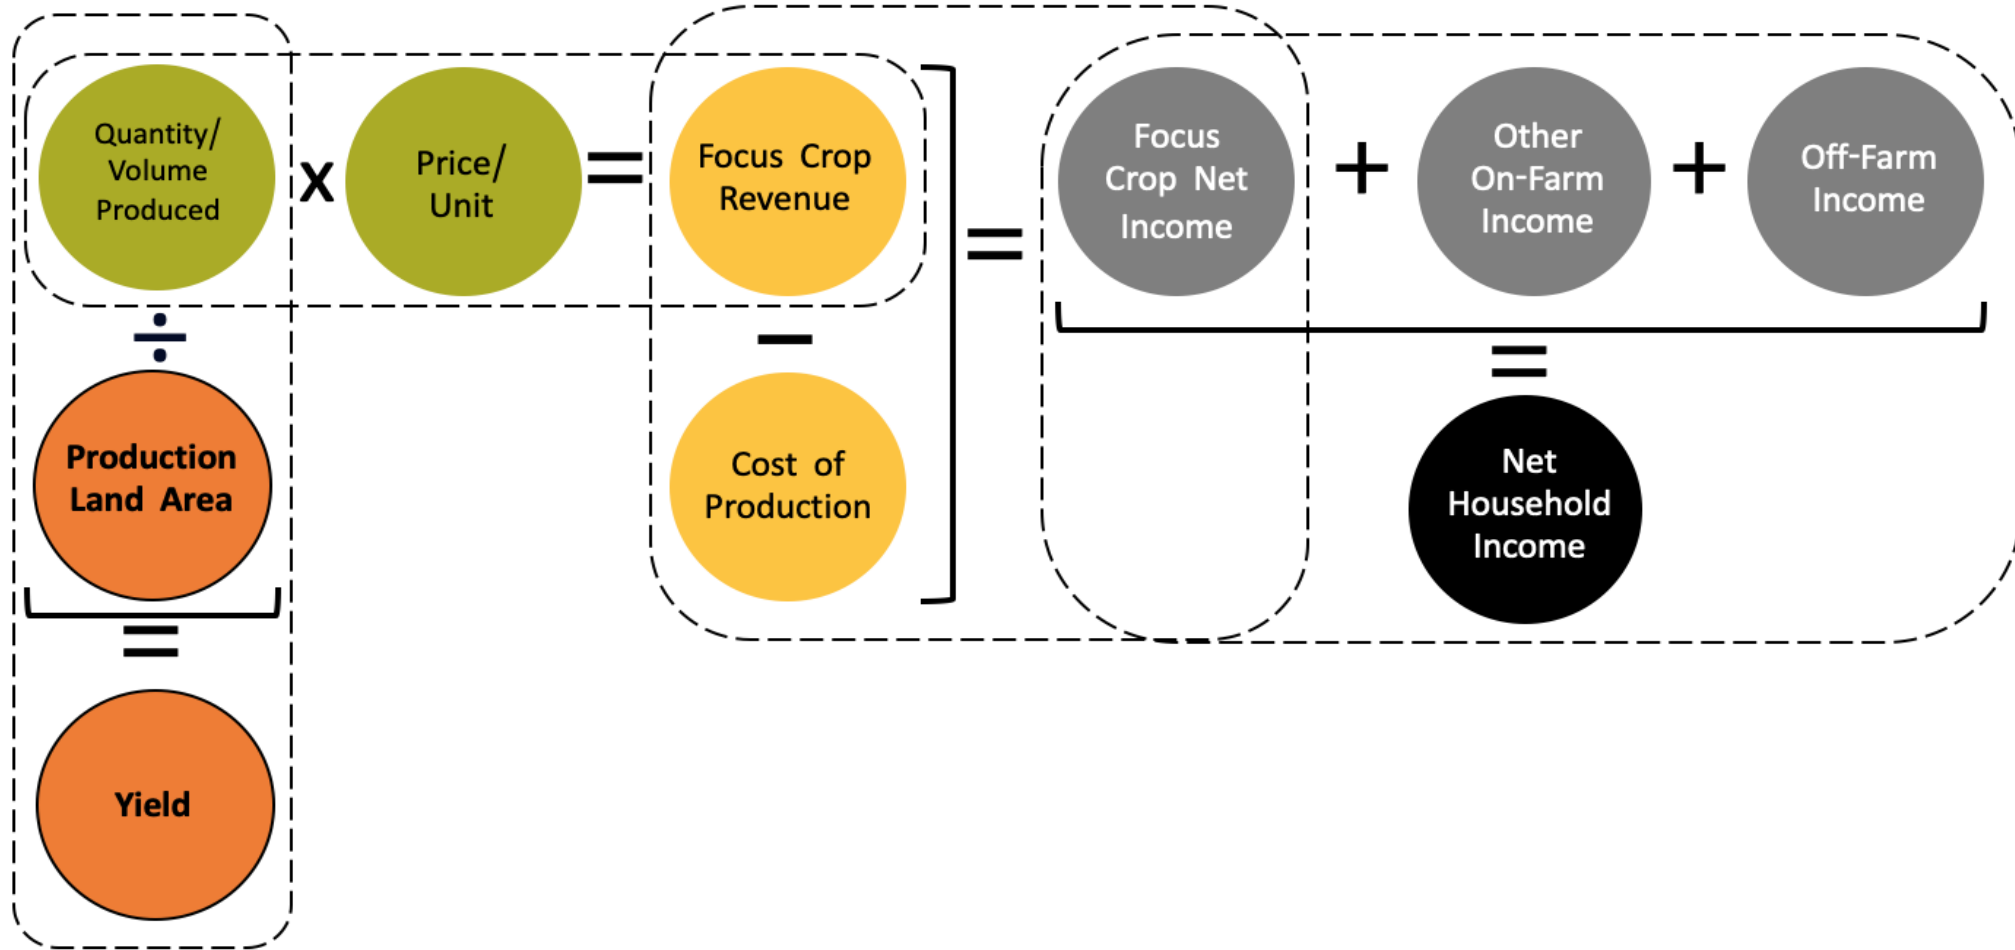 Quantity/
Volume
Produced
x
Price/
Unit
=
Focus Crop
Revenue
=
Focus
Crop Net
Income
+
Other
On-Farm
Income
+
Off-Farm
Income
÷
−
=
Production
Land Area
Cost of
Production
Net
Household
Income
=
Yield